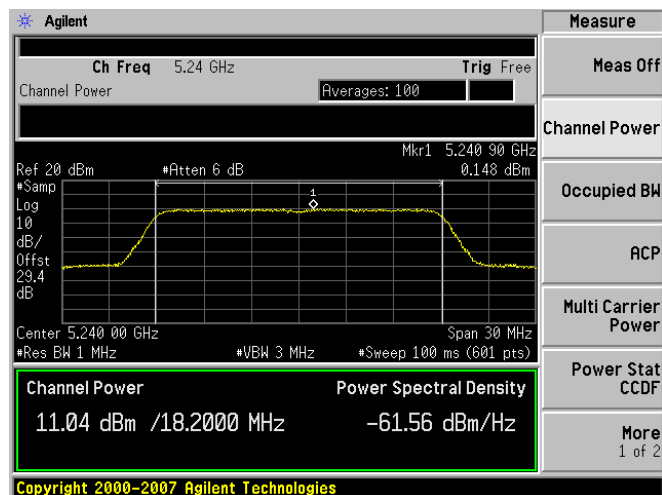 Agilent
Measure
Ch Freq 5.24 GHz Trig Free
Channel Power Averages: 100
Mkr1 5.240 90 GHz
Ref 20 dBm #Atten 6 dB 0.148 dBm
#Samp
Log
10
dB/
Offst
29.4
dB
1
Center 5.240 00 GHz Span 30 MHz
#Res BW 1 MHz #VBW 3 MHz #Sweep 100 ms (601 pts)
Channel Power Power Spectral Density
11.04 dBm /18.2000 MHz -61.56 dBm/Hz
Copyright 2000-2007 Agilent Technologies
Meas Off
Channel Power
Occupied BW
ACP
Multi Carrier
Power
Power Stat
CCDF
More
1 of 2